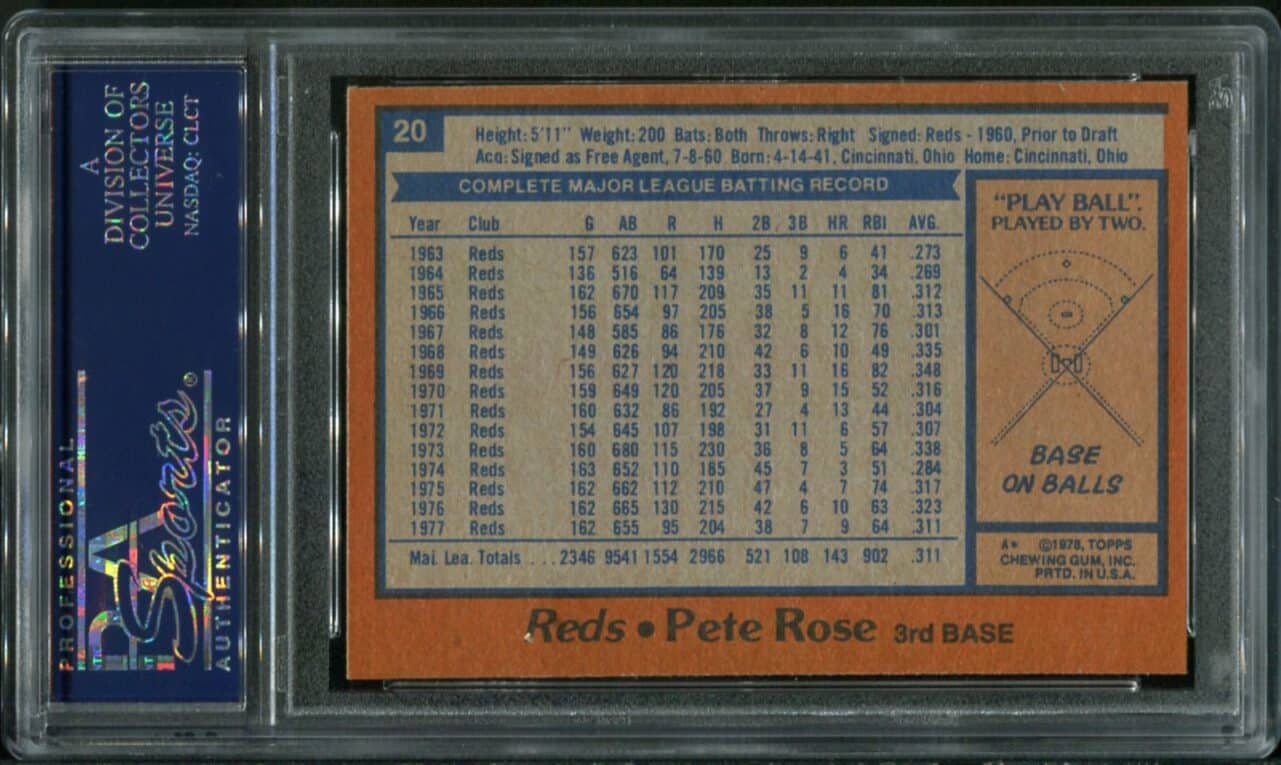 A
DIVISION OF
COLLECTORS
UNIVERSE
NASDAQ: CLCT
PROFESSIONAL
PSA
Sports®
AUTHENTICATOR
20
Height: 5'11" Weight: 200 Bats: Both Throws: Right Signed: Reds - 1960, Prior to Draft
Acq: Signed as Free Agent, 7-8-60 Born: 4-14-41, Cincinnati, Ohio Home: Cincinnati, Ohio
COMPLETE MAJOR LEAGUE BATTING RECORD
Year Club G AB R H 2B 3B HR RBI AVG.
1963 Reds 157 623 101 170 25 9 6 41 .273
1964 Reds 136 516 64 139 13 2 4 34 .269
1965 Reds 162 670 117 209 35 11 11 81 .312
1966 Reds 156 654 97 205 38 5 16 70 .313
1967 Reds 148 585 86 176 32 8 12 76 .301
1968 Reds 149 626 94 210 42 6 10 49 .335
1969 Reds 156 627 120 218 33 11 16 82 .348
1970 Reds 159 649 120 205 37 9 15 52 .316
1971 Reds 160 632 86 192 27 4 13 44 .304
1972 Reds 154 645 107 198 31 11 6 57 .307
1973 Reds 160 680 115 230 36 8 5 64 .338
1974 Reds 163 652 110 185 45 7 3 51 .284
1975 Reds 162 662 112 210 47 4 7 74 .317
1976 Reds 162 665 130 215 42 6 10 63 .323
1977 Reds 162 655 95 204 38 7 9 64 .311
Maj. Lea. Totals . . . 2346 9541 1554 2966 521 108 143 902 .311
"PLAY BALL".
PLAYED BY TWO.
BASE
ON BALLS
A* ©1978, TOPPS
CHEWING GUM, INC.
PRTD. IN U.S.A.
Reds • Pete Rose 3rd BASE